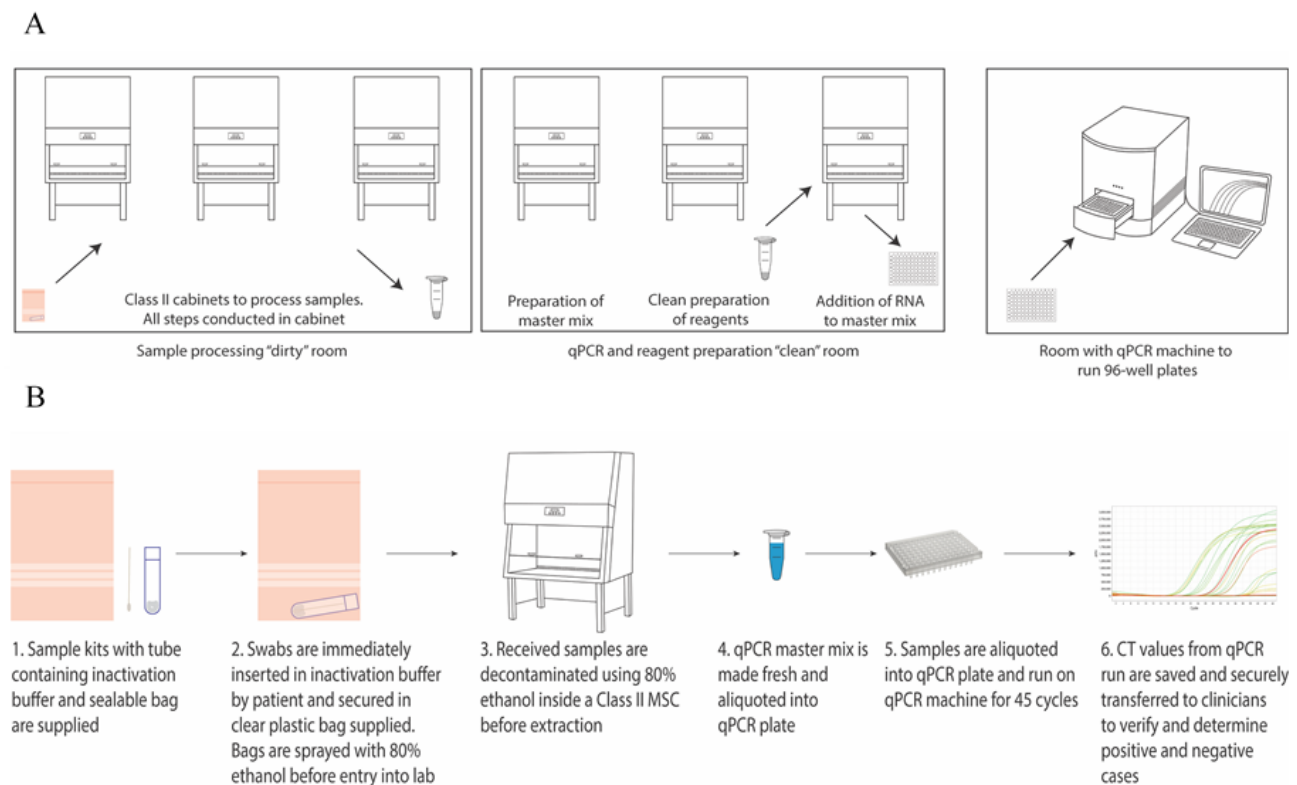 A
Class II cabinets to process samples.
All steps conducted in cabinet
Sample processing “dirty” room
Preparation of
master mix
Clean preparation
of reagents
Addition of RNA
to master mix
qPCR and reagent preparation “clean” room
Room with qPCR machine to
run 96-well plates
B
1. Sample kits with tube
containing inactivation
buffer and sealable bag
are supplied
2. Swabs are immediately
inserted in inactivation buffer
by patient and secured in
clear plastic bag supplied.
Bags are sprayed with 80%
ethanol before entry into lab
3. Received samples are
decontaminated using 80%
ethanol inside a Class II MSC
before extraction
4. qPCR master mix is
made fresh and
aliquoted into
qPCR plate
5. Samples are aliquoted
into qPCR plate and run on
qPCR machine for 45 cycles
6. CT values from qPCR
run are saved and securely
transferred to clinicians
to verify and determine
positive and negative
cases